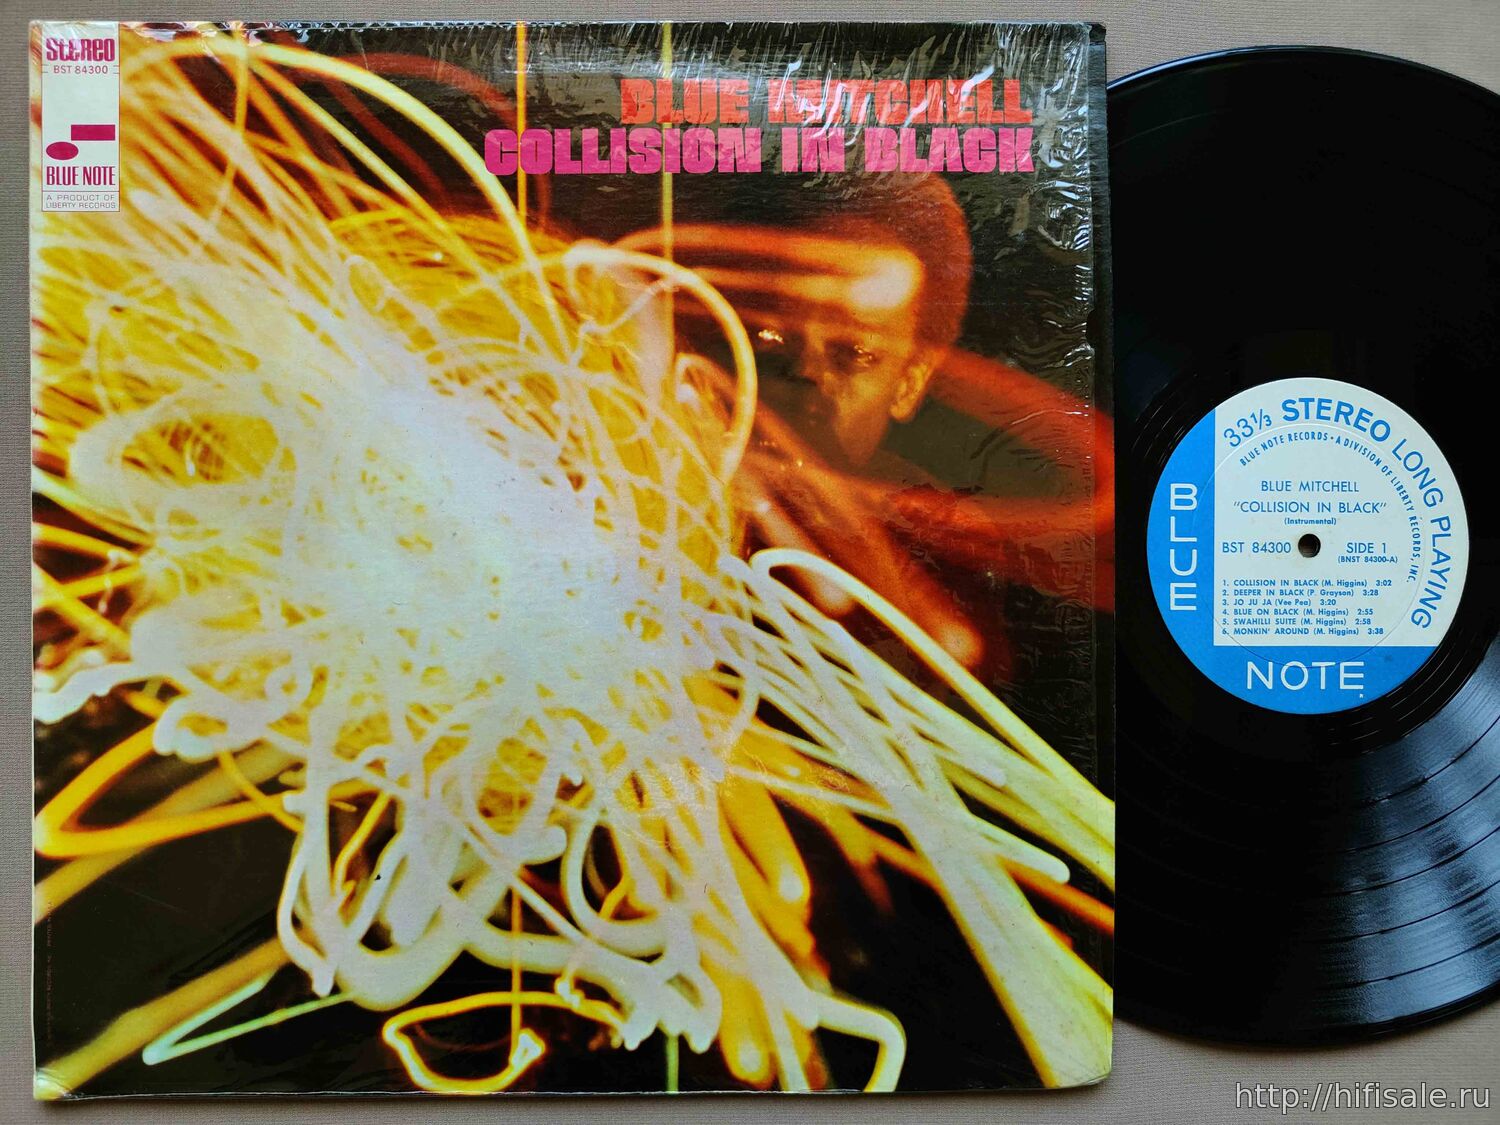 STEREO
BST 84300
BLUE NOTE
A PRODUCT OF
LIBERTY RECORDS
BLUE MITCHELL
COLLISION IN BLACK
33 1/3 STEREO LONG PLAYING
BLUE NOTE RECORDS • A DIVISION OF LIBERTY RECORDS, INC.
BLUE MITCHELL
"COLLISION IN BLACK"
(Instrumental)
BST 84300 SIDE 1
(BNST 84300-A)
1. COLLISION IN BLACK (M. Higgins) 3:02
2. DEEPER IN BLACK (P. Grayson) 3:28
3. JO JU JA (Vee Pea) 3:20
4. BLUE ON BLACK (M. Higgins) 2:55
5. SWAHILLI SUITE (M. Higgins) 2:58
6. MONKIN' AROUND (M. Higgins) 3:38
BLUE
NOTE
http://hifisale.ru